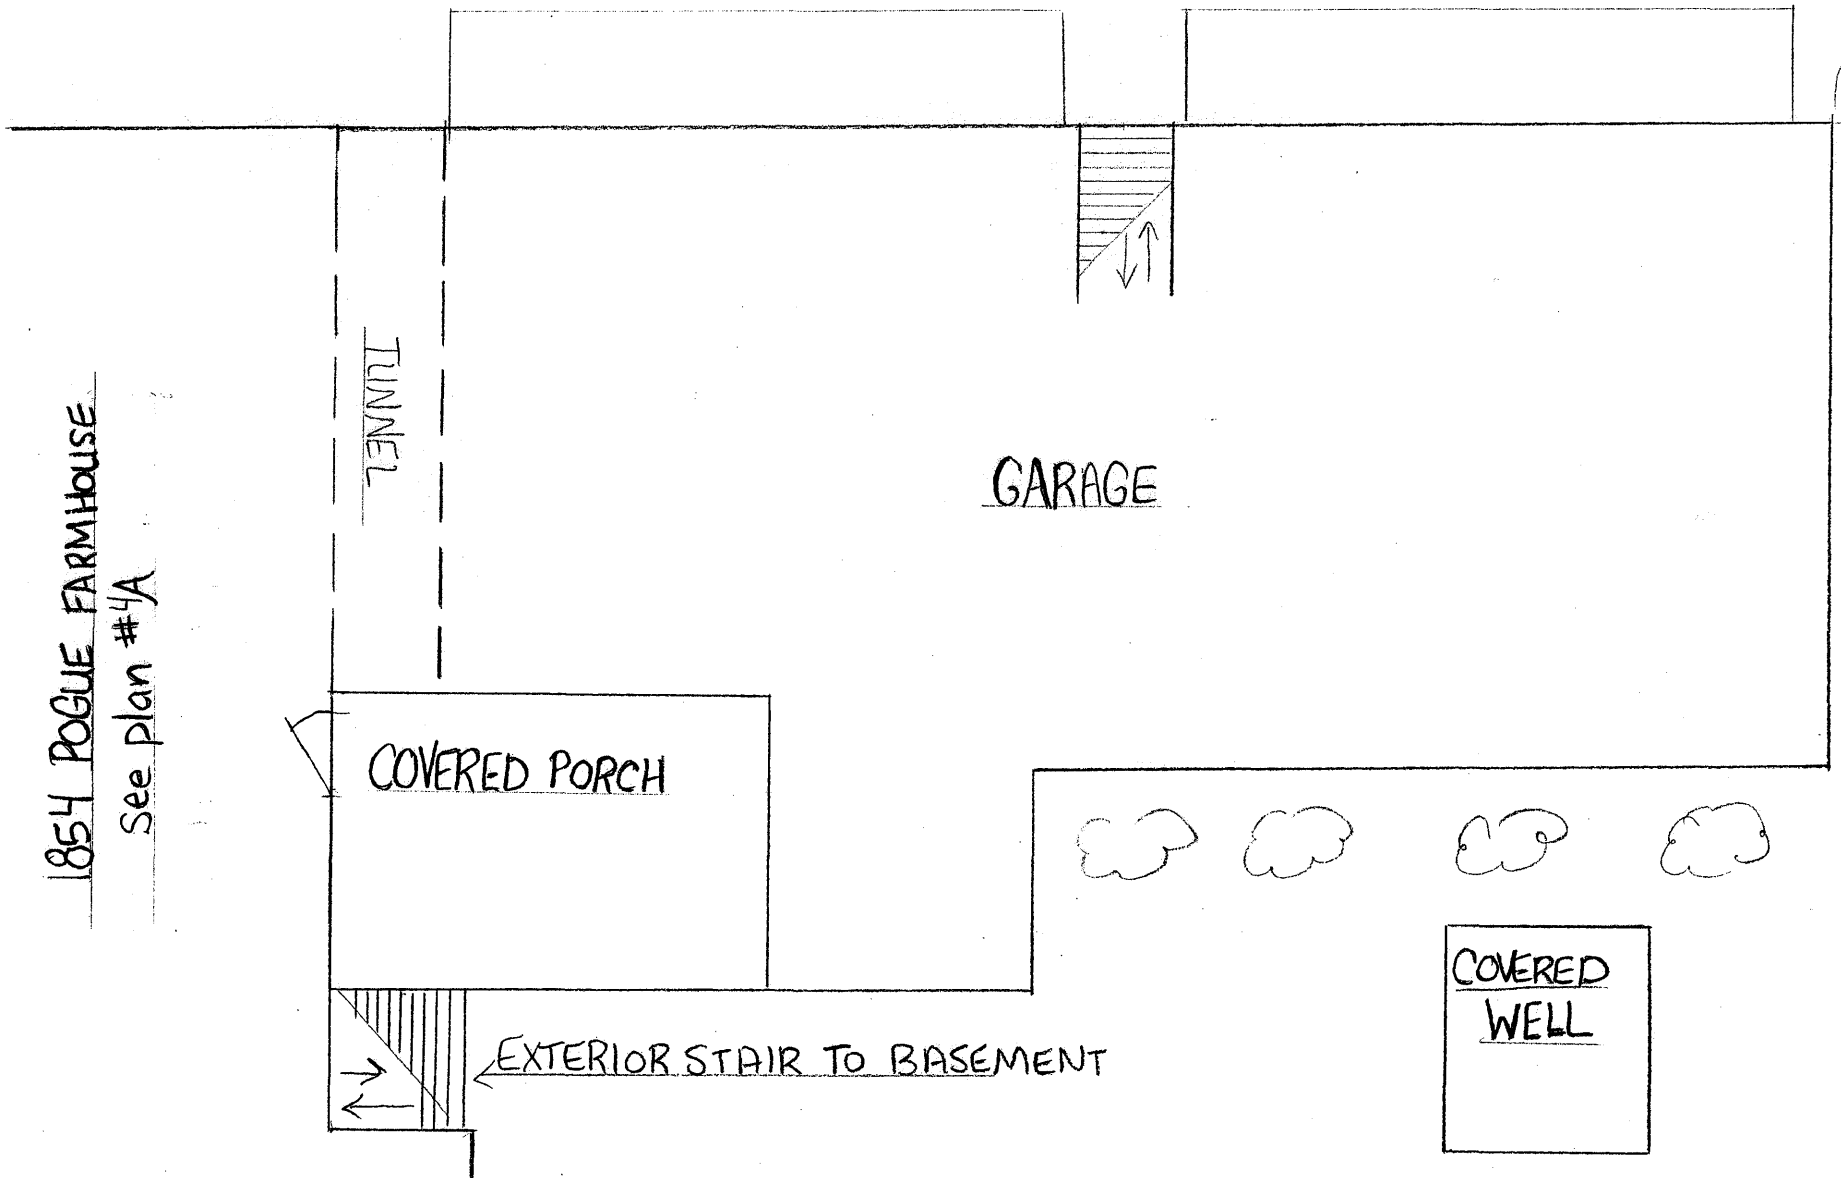 TUNNEL
GARAGE
1854 POGUE FARMHOUSE
See plan #4A
COVERED PORCH
COVERED
WELL
EXTERIOR STAIR TO BASEMENT